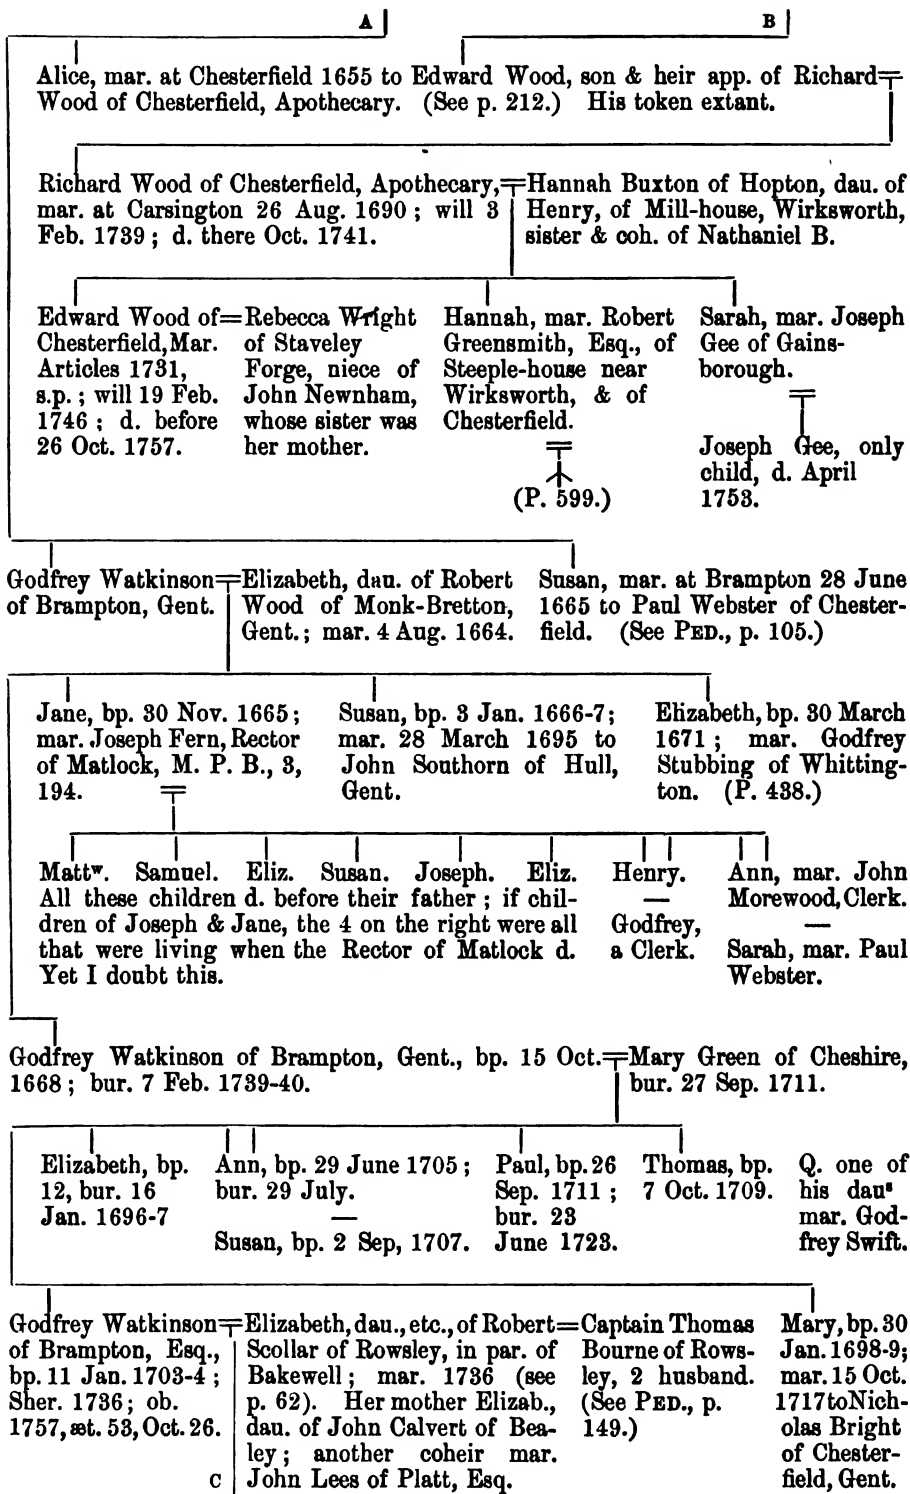 A B
Alice, mar. at Chesterfield 1655 to Edward Wood, son & heir app. of Richard
Wood of Chesterfield, Apothecary. (See p. 212.) His token extant.
Richard Wood of Chesterfield, Apothecary,
mar. at Carsington 26 Aug. 1690; will 3
Feb. 1739; d. there Oct. 1741.
Hannah Buxton of Hopton, dau. of
Henry, of Mill-house, Wirksworth,
sister & coh. of Nathaniel B.
Edward Wood of
Chesterfield, Mar.
Articles 1731,
s.p.; will 19 Feb.
1746; d. before
26 Oct. 1757.
Rebecca Wright
of Staveley
Forge, niece of
John Newnham,
whose sister was
her mother.
Hannah, mar. Robert
Greensmith, Esq., of
Steeple-house near
Wirksworth, & of
Chesterfield.
(P. 599.)
Sarah, mar. Joseph
Gee of Gains-
borough.
Joseph Gee, only
child, d. April
1753.
Godfrey Watkinson
of Brampton, Gent.
Elizabeth, dau. of Robert
Wood of Monk-Bretton,
Gent.; mar. 4 Aug. 1664.
Susan, mar. at Brampton 28 June
1665 to Paul Webster of Chester-
field. (See PED., p. 105.)
Jane, bp. 30 Nov. 1665;
mar. Joseph Fern, Rector
of Matlock, M. P. B., 3,
194.
Susan, bp. 3 Jan. 1666-7;
mar. 28 March 1695 to
John Southorn of Hull,
Gent.
Elizabeth, bp. 30 March
1671; mar. Godfrey
Stubbing of Whitting-
ton. (P. 438.)
Mattw. Samuel. Eliz. Susan. Joseph. Eliz.
All these children d. before their father; if chil-
dren of Joseph & Jane, the 4 on the right were all
that were living when the Rector of Matlock d.
Yet I doubt this.
Henry.
—
Godfrey,
a Clerk.
Ann, mar. John
Morewood, Clerk.
—
Sarah, mar. Paul
Webster.
Godfrey Watkinson of Brampton, Gent., bp. 15 Oct.
1668; bur. 7 Feb. 1739-40.
Mary Green of Cheshire,
bur. 27 Sep. 1711.
Elizabeth, bp.
12, bur. 16
Jan. 1696-7
Ann, bp. 29 June 1705;
bur. 29 July.
—
Susan, bp. 2 Sep, 1707.
Paul, bp. 26
Sep. 1711;
bur. 23
June 1723.
Thomas, bp.
7 Oct. 1709.
Q. one of
his daus
mar. God-
frey Swift.
Godfrey Watkinson
of Brampton, Esq.,
bp. 11 Jan. 1703-4;
Sher. 1736; ob.
1757, æt. 53, Oct. 26.
C
Elizabeth, dau., etc., of Robert
Scollar of Rowsley, in par. of
Bakewell; mar. 1736 (see
p. 62). Her mother Elizab.,
dau. of John Calvert of Bea-
ley; another coheir mar.
John Lees of Platt, Esq.
Captain Thomas
Bourne of Rows-
ley, 2 husband.
(See PED., p.
149.)
Mary, bp. 30
Jan. 1698-9;
mar. 15 Oct.
1717 to Nich-
olas Bright
of Chester-
field, Gent.